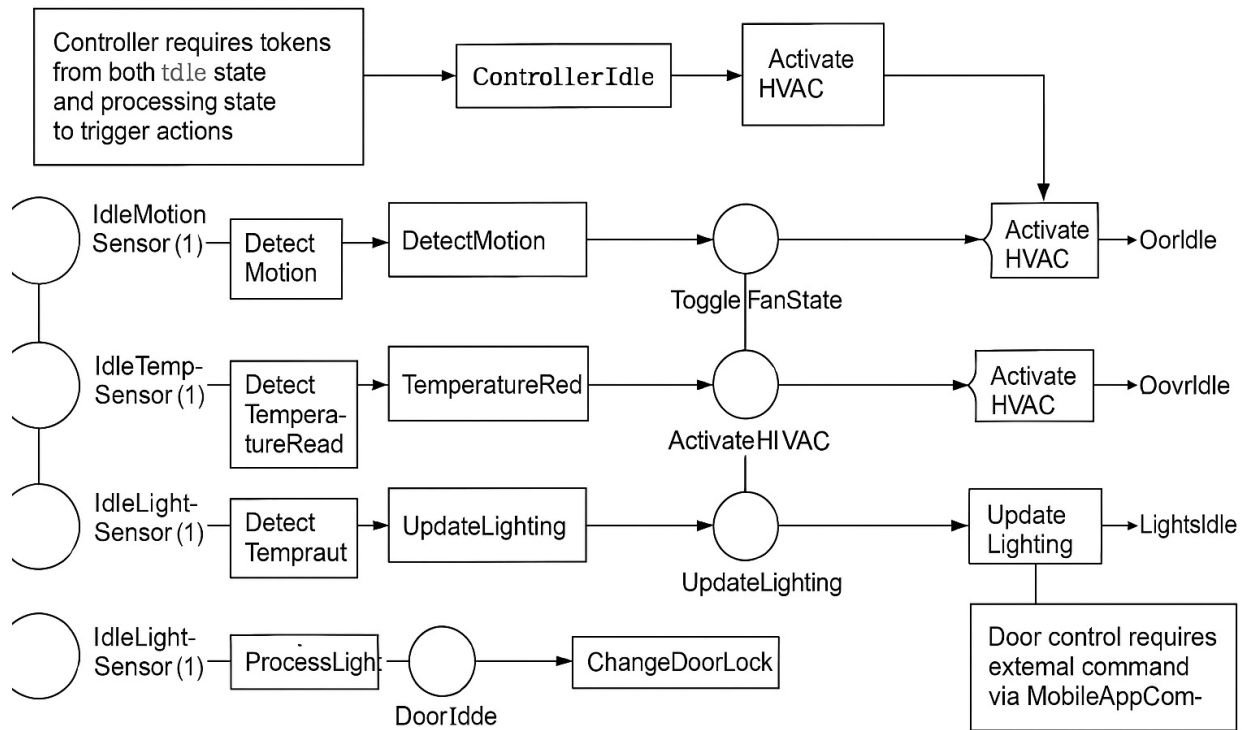 Controller requires tokens
from both tdle state
and processing state
to trigger actions
ControllerIdle
Activate
HVAC
IdleMotion
Sensor (1)
Detect
Motion
DetectMotion
Toggle FanState
Activate
HVAC
OorIdle
IdleTemp-
Sensor (1)
Detect
Tempera-
tureRead
TemperatureRed
ActivateHIVAC
Activate
HVAC
OovrIdle
IdleLight-
Sensor (1)
Detect
Tempraut
UpdateLighting
UpdateLighting
Update
Lighting
LightsIdle
IdleLight-
Sensor (1)
ProcessLight
DoorIdde
ChangeDoorLock
Door control requires
external command
via MobileAppCom-